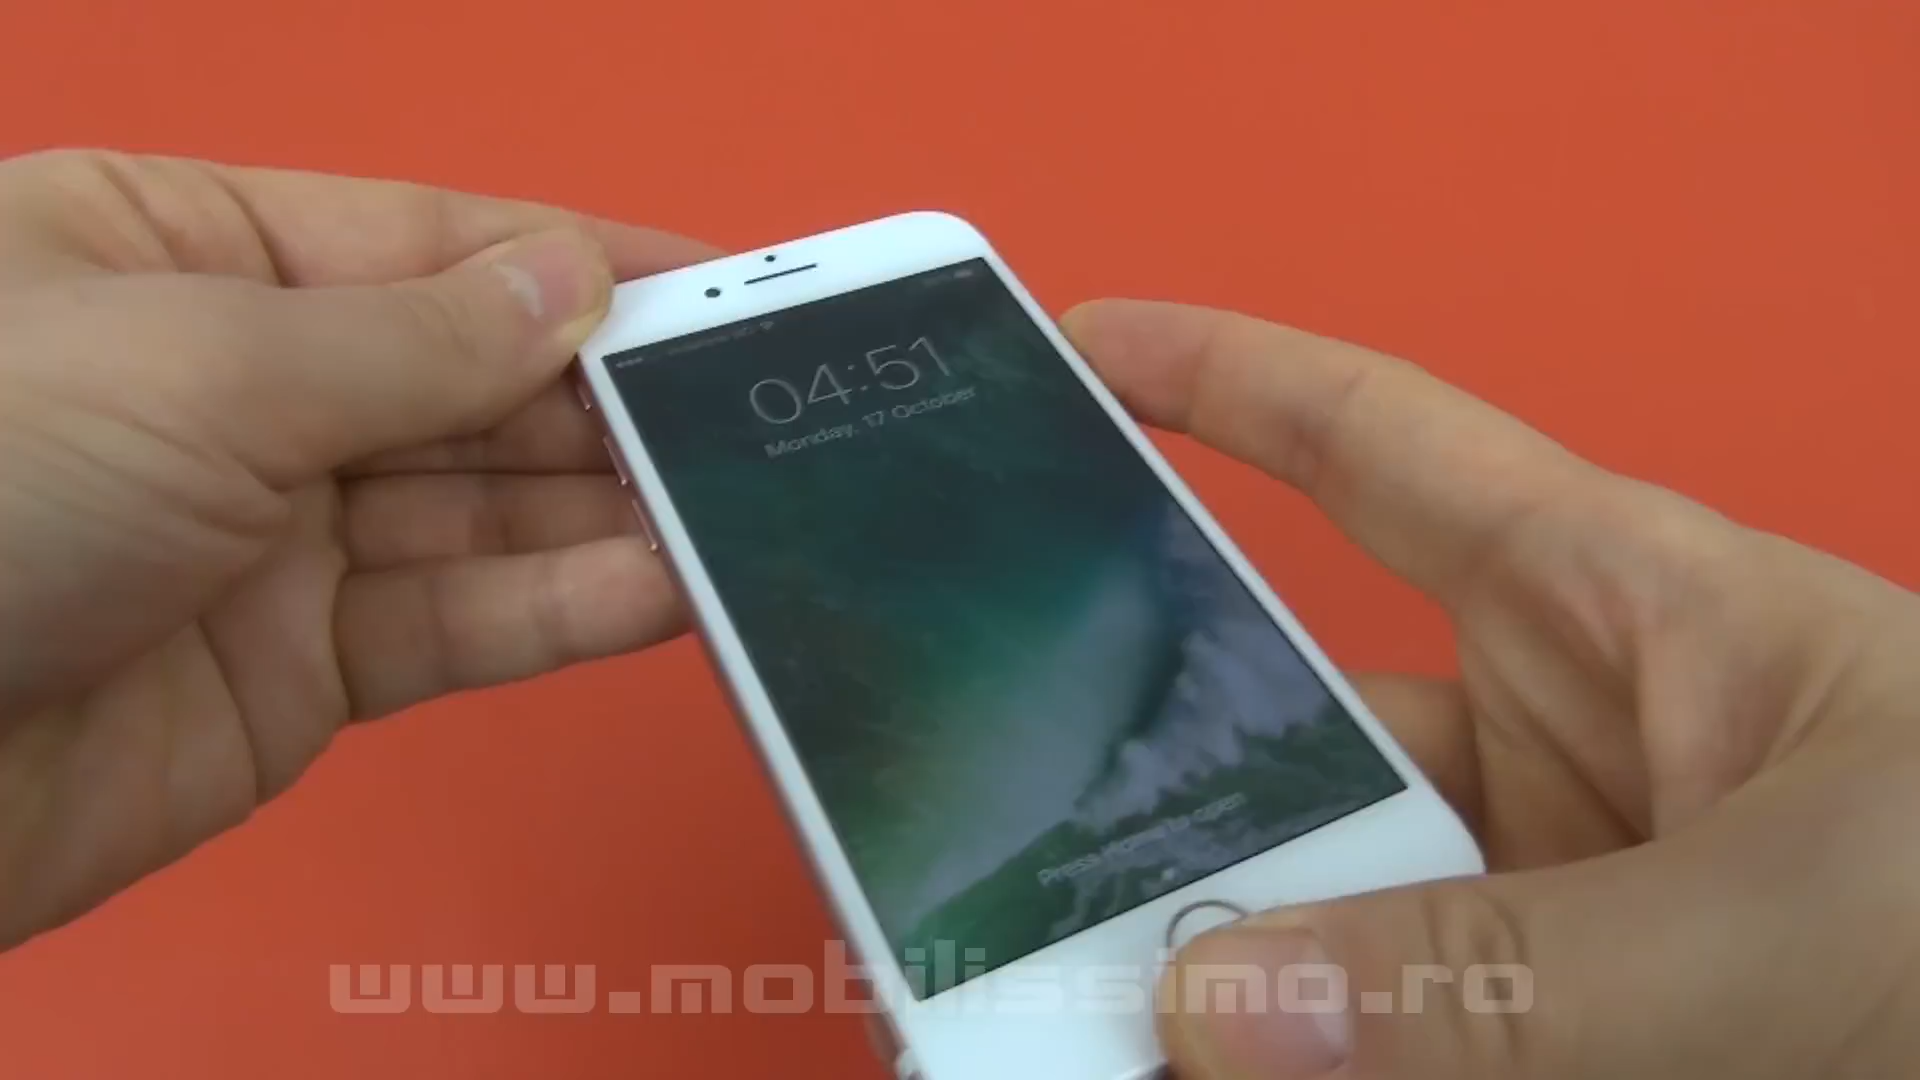 04:51
Monday, 17 October
Press Home to open
www.mobilissimo.ro